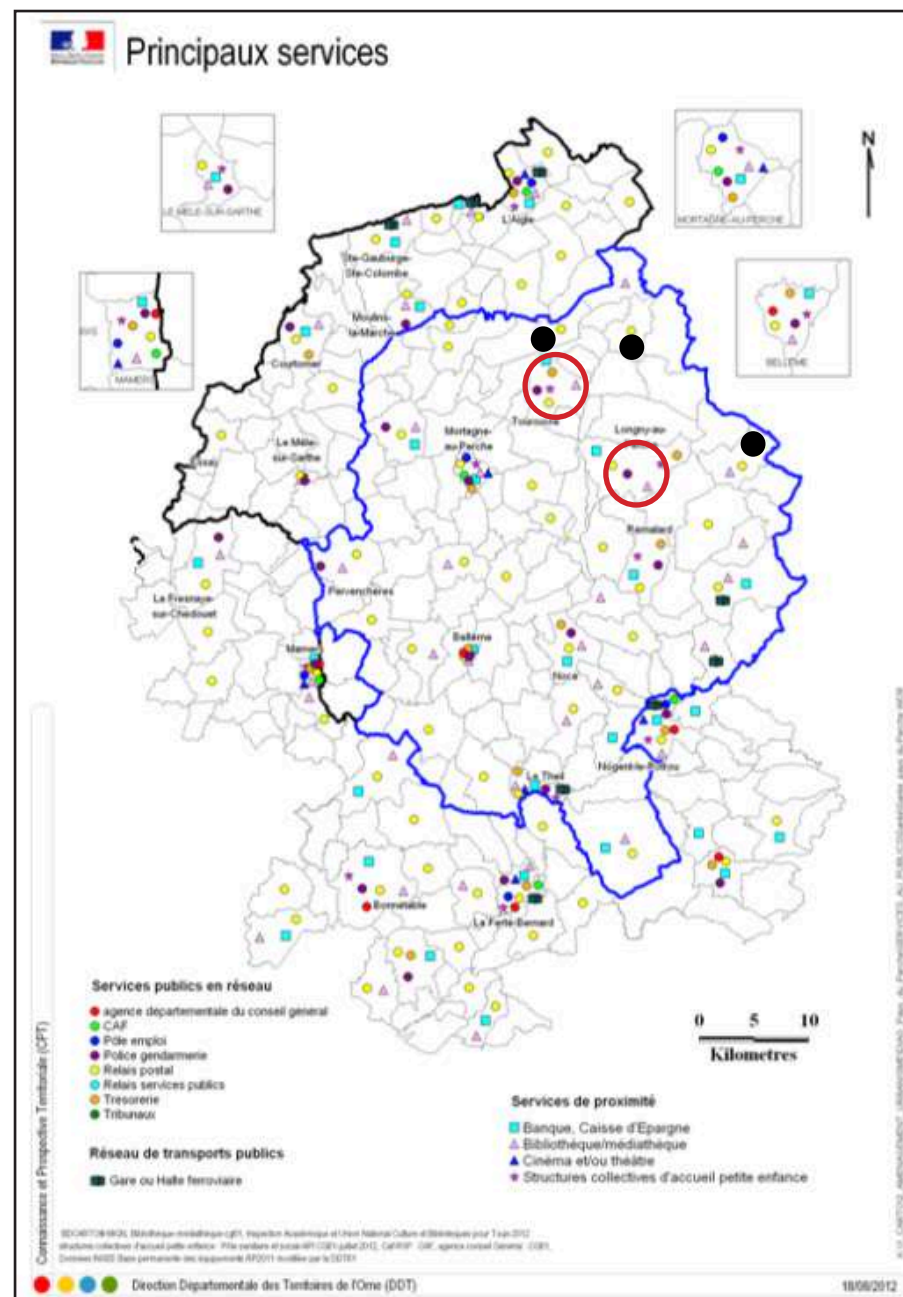 Principaux services
N
LE MELE-SUR-SARTHE
MORTAGNE-AU-PERCHE
MAMERS
BELLEME
L'Aigle
Ste-Gauburge-
Ste-Colombe
Moulins-
la-Marche
Courtomer
Tourouvre
Longny-au-
Le Mêle-
sur-Sarthe
Mortagne-
au-Perche
Essay
Remalard
La Fresnaye-
sur-Chédouet
Pervenchères
Mamers
Bellême
Nocé
Nogent-le-Rotrou
Le Theil
Bonnétable
La Ferté-Bernard
Services publics en réseau
agence départementale du conseil général
CAF
Pôle emploi
Police gendarmerie
Relais postal
Relais services publics
Tresorerie
Tribunaux
Réseau de transports publics
Gare ou Halte ferroviaire
0 5 10
Kilometres
Services de proximité
Banque, Caisse d'Epargne
Bibliothèque/médiathèque
Cinéma et/ou théâtre
Structures collectives d'accueil petite enfance
Connaissance et Prospective Territoriale (CPT)
Direction Départementale des Territoires de l'Orne (DDT)
18/08/2012